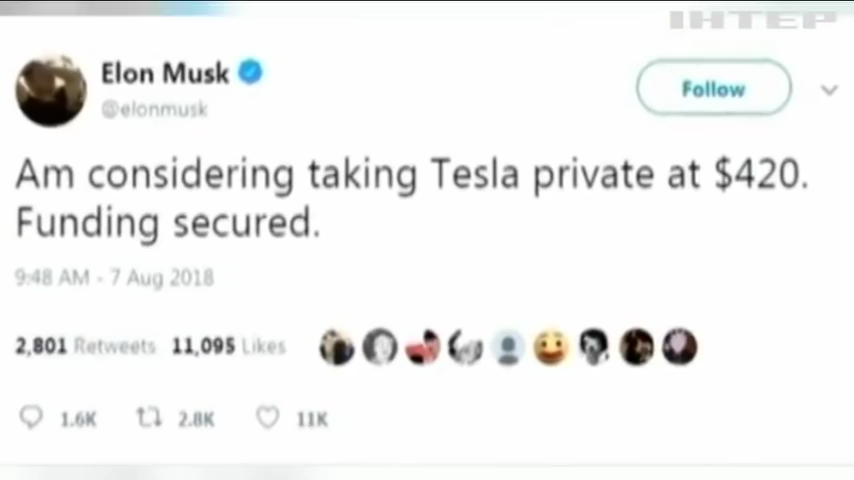 ІНТЕР
Elon Musk
@elonmusk
Follow
Am considering taking Tesla private at $420.
Funding secured.
9:48 AM - 7 Aug 2018
2,801 Retweets 11,095 Likes
1.6K 2.8K 11K